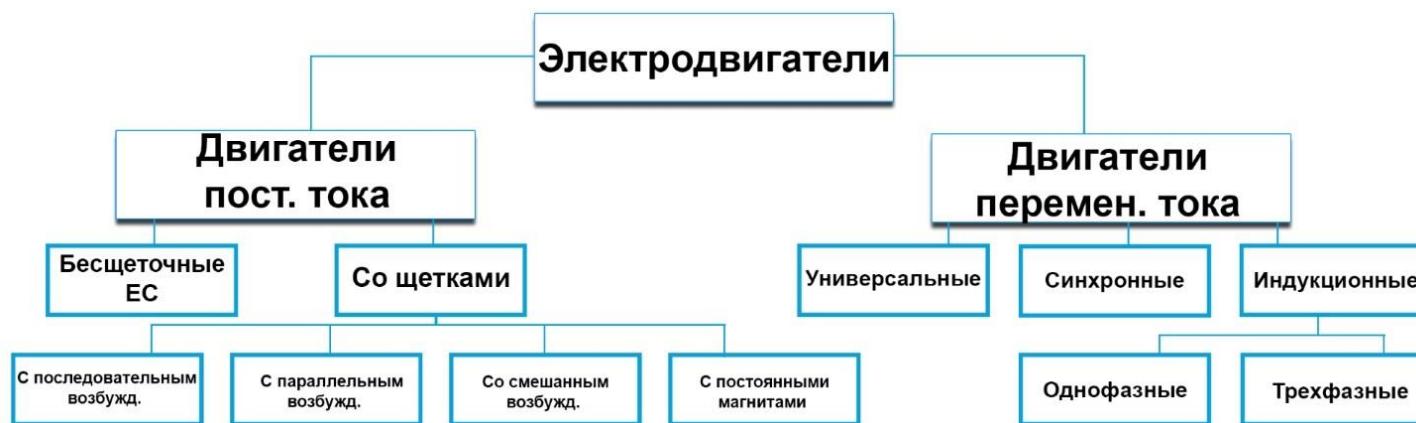 Электродвигатели
Двигатели
пост. тока
Двигатели
перемен. тока
Бесщеточные
ЕС
Со щетками
Универсальные
Синхронные
Индукционные
С последовательным
возбужд.
С параллельным
возбужд.
Со смешанным
возбужд.
С постоянными
магнитами
Однофазные
Трехфазные